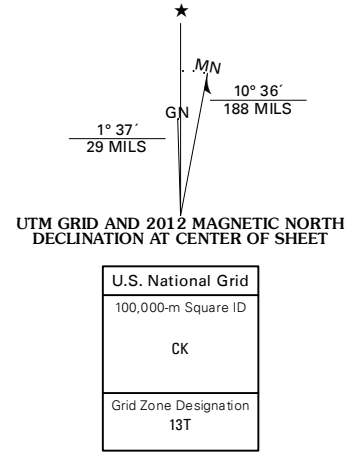 ★
MN
GN
10° 36´
188 MILS
1° 37´
29 MILS
UTM GRID AND 2012 MAGNETIC NORTH
DECLINATION AT CENTER OF SHEET
U.S. National Grid
100,000-m Square ID
CK
Grid Zone Designation
13T